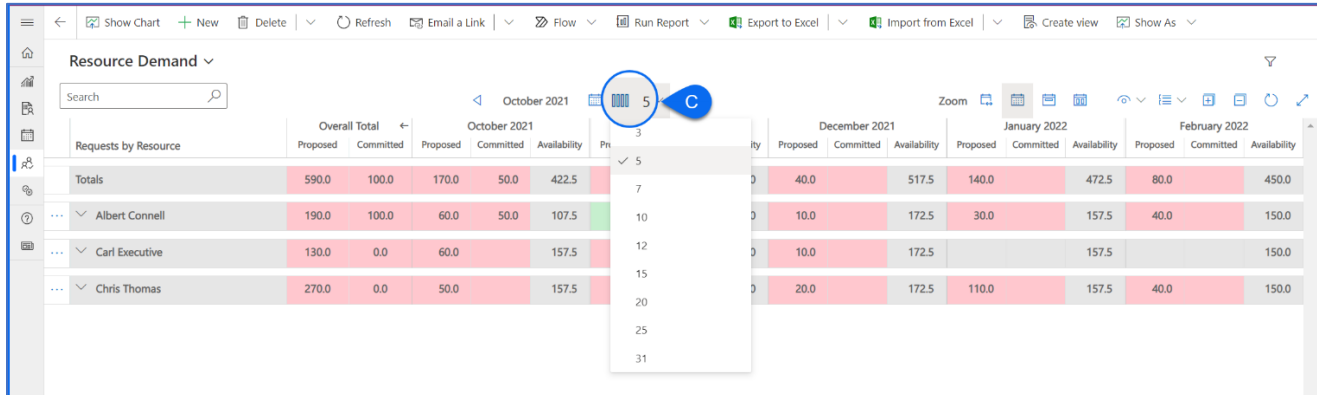 Show Chart New Delete Refresh Email a Link Flow Run Report Export to Excel Import from Excel Create view Show As
Resource Demand
Search October 2021 5 C Zoom
Overall Total October 2021 December 2021 January 2022 February 2022
Requests by Resource Proposed Committed Proposed Committed Availability Proposed Committed Availability Proposed Committed Availability Proposed Committed Availability
Totals 590.0 100.0 170.0 50.0 422.5 40.0 517.5 140.0 472.5 80.0 450.0
Albert Connell 190.0 100.0 60.0 50.0 107.5 10.0 172.5 30.0 157.5 40.0 150.0
Carl Executive 130.0 0.0 60.0 157.5 10.0 172.5 157.5 150.0
Chris Thomas 270.0 0.0 50.0 157.5 20.0 172.5 110.0 157.5 40.0 150.0
3
5
7
10
12
15
20
25
31